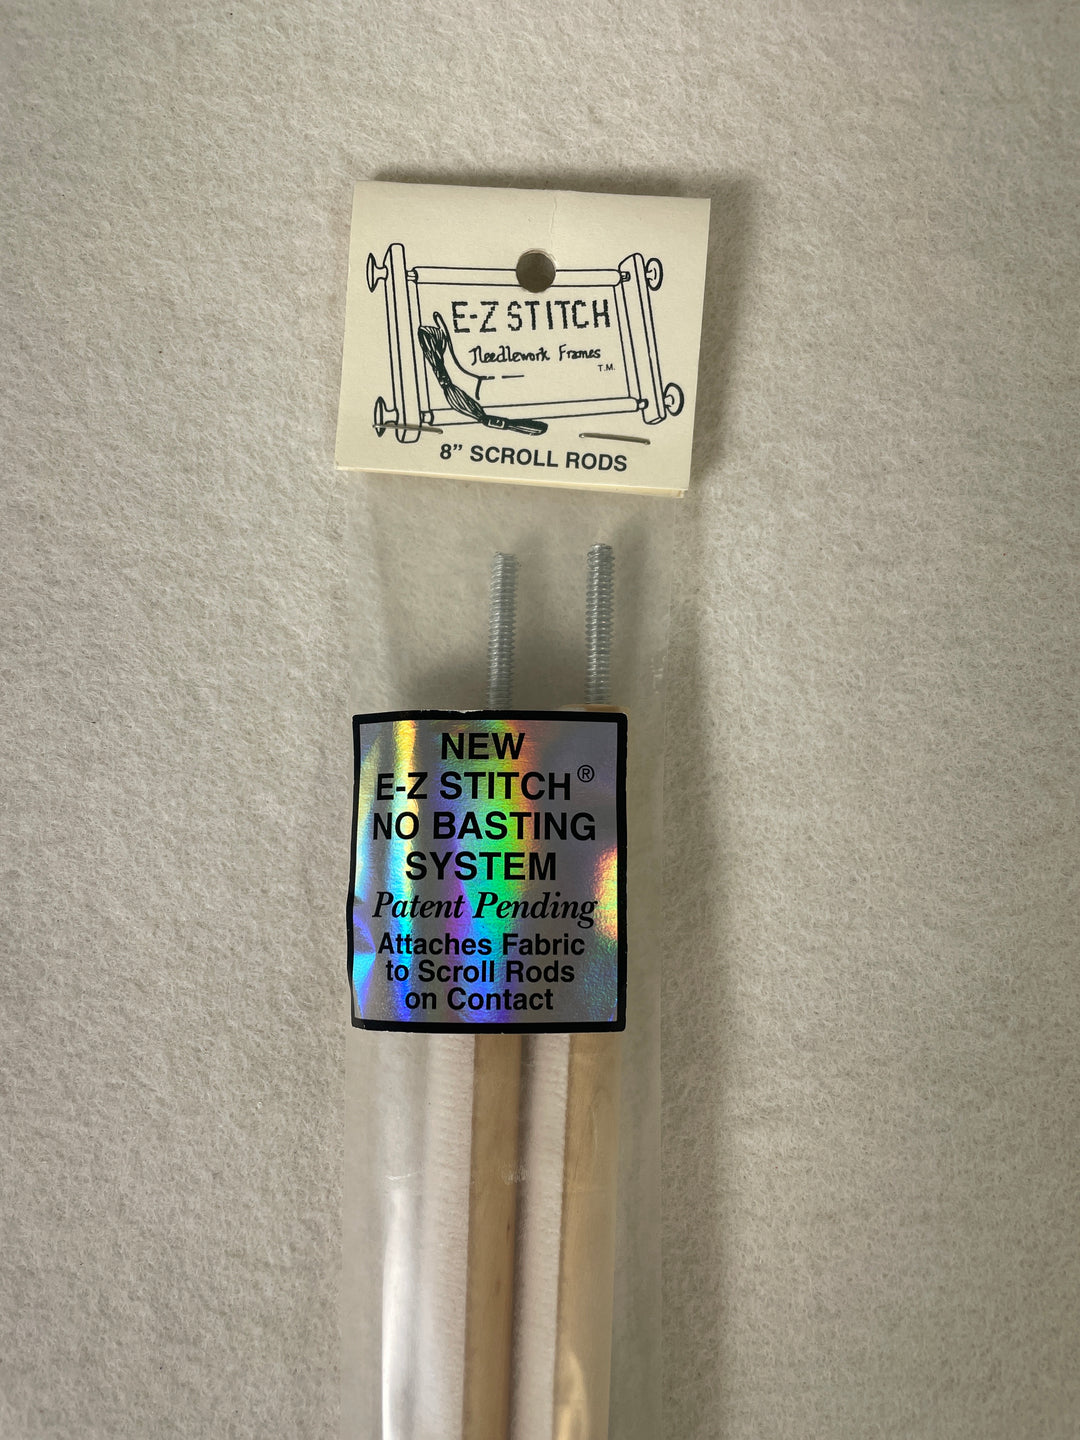 E-Z STITCH
Needlework Frames
T.M.
8” SCROLL RODS
NEW
E-Z STITCH®
NO BASTING
SYSTEM
Patent Pending
Attaches Fabric
to Scroll Rods
on Contact